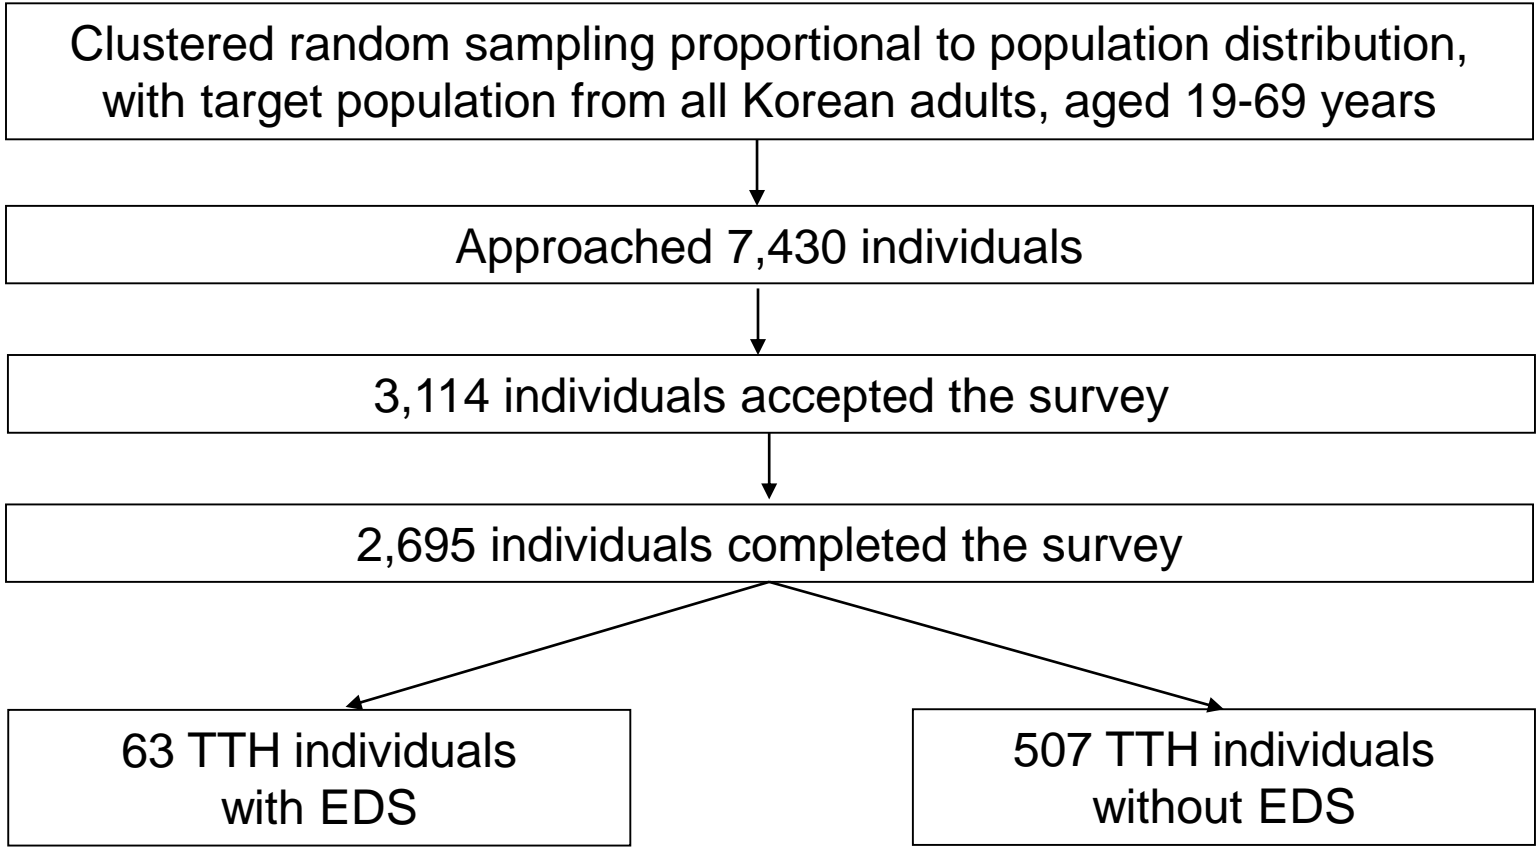 Clustered random sampling proportional to population distribution,
with target population from all Korean adults, aged 19-69 years
Approached 7,430 individuals
3,114 individuals accepted the survey
2,695 individuals completed the survey
63 TTH individuals
with EDS
507 TTH individuals
without EDS